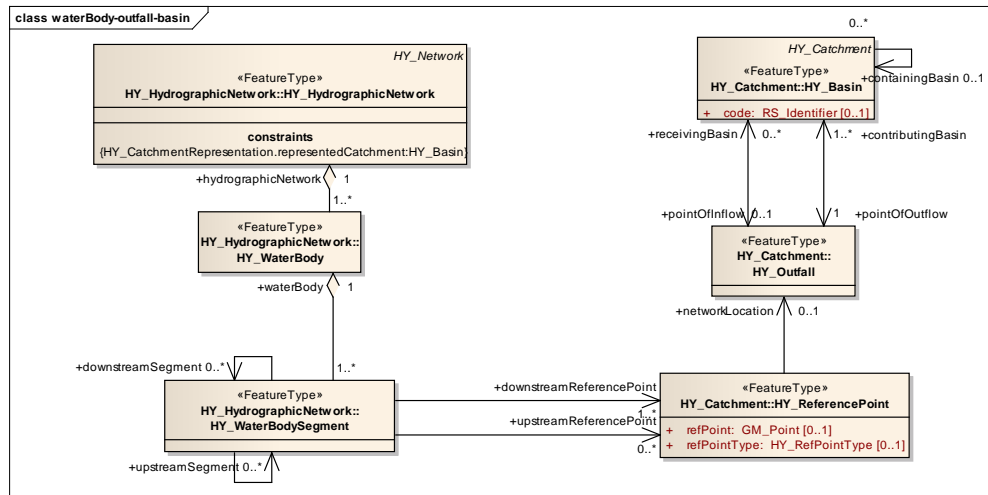 class waterBody-outfall-basin
HY_Network
«FeatureType»
HY_HydrographicNetwork::HY_HydrographicNetwork
constraints
{HY_CatchmentRepresentation.representedCatchment:HY_Basin}
+hydrographicNetwork 1
1..*
«FeatureType»
HY_HydrographicNetwork::
HY_WaterBody
+waterBody 1
1..*
+downstreamSegment 0..*
«FeatureType»
HY_HydrographicNetwork::
HY_WaterBodySegment
+upstreamSegment 0..*
0..*
HY_Catchment
«FeatureType»
HY_Catchment::HY_Basin
+ code: RS_Identifier [0..1]
+containingBasin 0..1
+receivingBasin 0..*
1..* +contributingBasin
+pointOfInflow 0..1
1 +pointOfOutflow
«FeatureType»
HY_Catchment::
HY_Outfall
+networkLocation 0..1
+downstreamReferencePoint
1..*
+upstreamReferencePoint
0..*
«FeatureType»
HY_Catchment::HY_ReferencePoint
+ refPoint: GM_Point [0..1]
+ refPointType: HY_RefPointType [0..1]